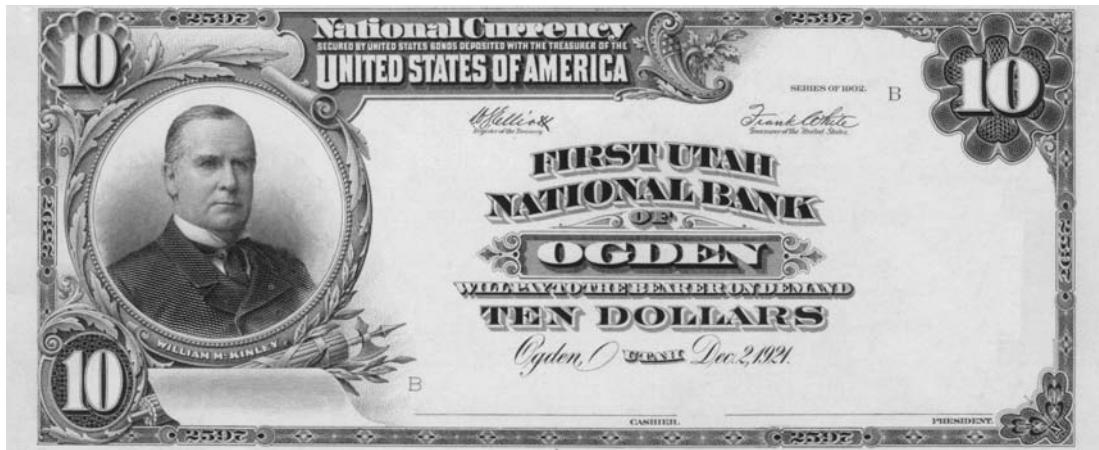 2597 2597
10 National Currency
SECURED BY UNITED STATES BONDS DEPOSITED WITH THE TREASURER OF THE
UNITED STATES OF AMERICA
10
SERIES OF 1902. B
W.S. Elliott Frank White
Register of the Treasury. Treasurer of the United States.
FIRST UTAH
NATIONAL BANK
OF
OGDEN
WILL PAY TO THE BEARER ON DEMAND
TEN DOLLARS
Ogden, UTAH Dec. 2, 1921.
2597
2597
WILLIAM McKINLEY
10
B
CASHIER. PRESIDENT.
2597 2597